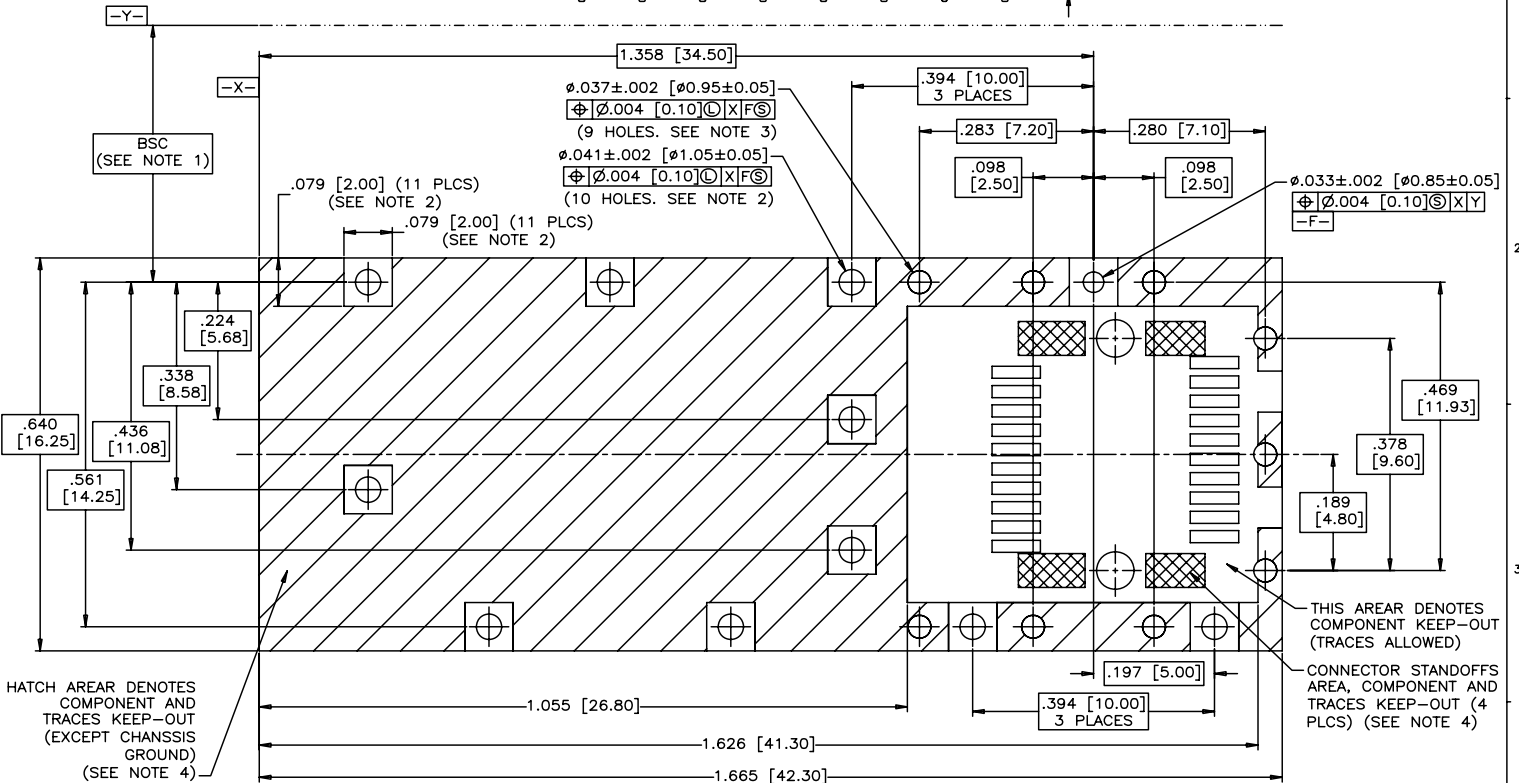 -Y-
1.358 [34.50]
-X-
.394 [10.00]
3 PLACES
ø.037±.002 [ø0.95±0.05]
⌖ Ø.004 [0.10]Ⓛ X FⓈ
(9 HOLES. SEE NOTE 3)
.283 [7.20]
.280 [7.10]
BSC
(SEE NOTE 1)
ø.041±.002 [ø1.05±0.05]
⌖ Ø.004 [0.10]Ⓛ X FⓈ
(10 HOLES. SEE NOTE 2)
.098
[2.50]
.098
[2.50]
.079 [2.00] (11 PLCS)
(SEE NOTE 2)
ø.033±.002 [ø0.85±0.05]
⌖ Ø.004 [0.10]Ⓢ X Y
-F-
.079 [2.00] (11 PLCS)
(SEE NOTE 2)
2
.224
[5.68]
.338
[8.58]
.640
[16.25]
.436
[11.08]
.561
[14.25]
.469
[11.93]
.378
[9.60]
.189
[4.80]
3
THIS AREAR DENOTES
COMPONENT KEEP-OUT
(TRACES ALLOWED)
.197 [5.00]
CONNECTOR STANDOFFS
AREA, COMPONENT AND
TRACES KEEP-OUT (4
PLCS) (SEE NOTE 4)
HATCH AREAR DENOTES
COMPONENT AND
TRACES KEEP-OUT
(EXCEPT CHANSSIS
GROUND)
(SEE NOTE 4)
1.055 [26.80]
.394 [10.00]
3 PLACES
1.626 [41.30]
1.665 [42.30]